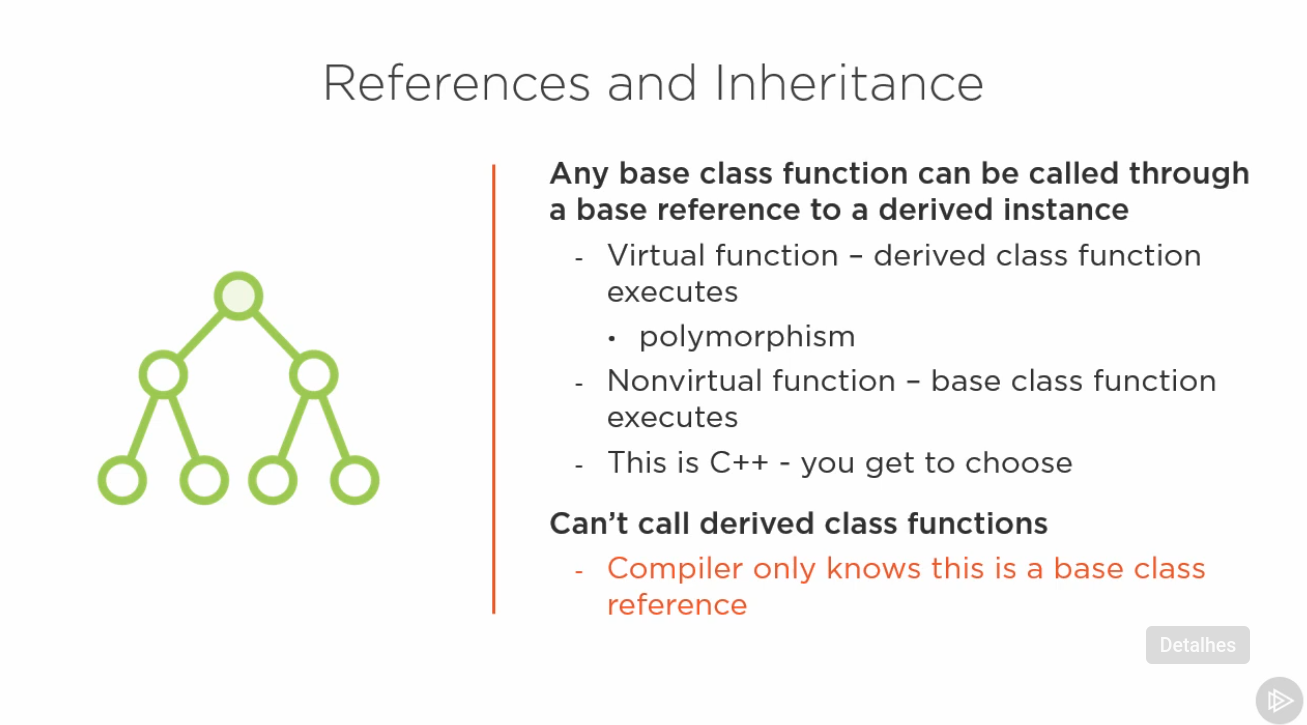 References and Inheritance
Any base class function can be called through
a base reference to a derived instance
- Virtual function – derived class function
executes
• polymorphism
- Nonvirtual function – base class function
executes
- This is C++ - you get to choose
Can’t call derived class functions
- Compiler only knows this is a base class
reference
Detalhes